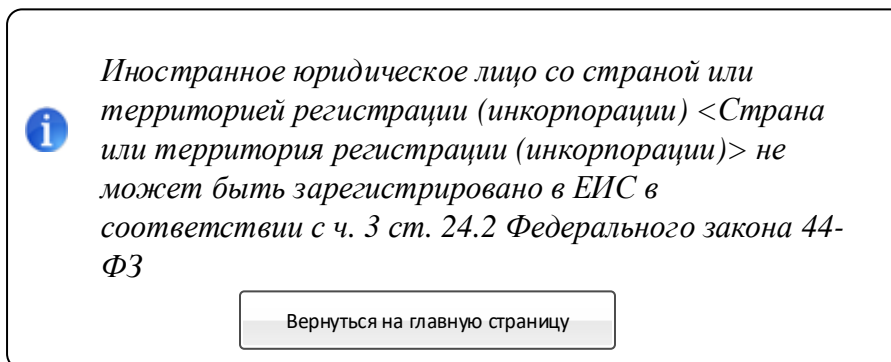 Иностранное юридическое лицо со страной или
территорией регистрации (инкорпорации) <Страна
или территория регистрации (инкорпорации)> не
может быть зарегистрировано в ЕИС в
соответствии с ч. 3 ст. 24.2 Федерального закона 44-
ФЗ
Вернуться на главную страницу